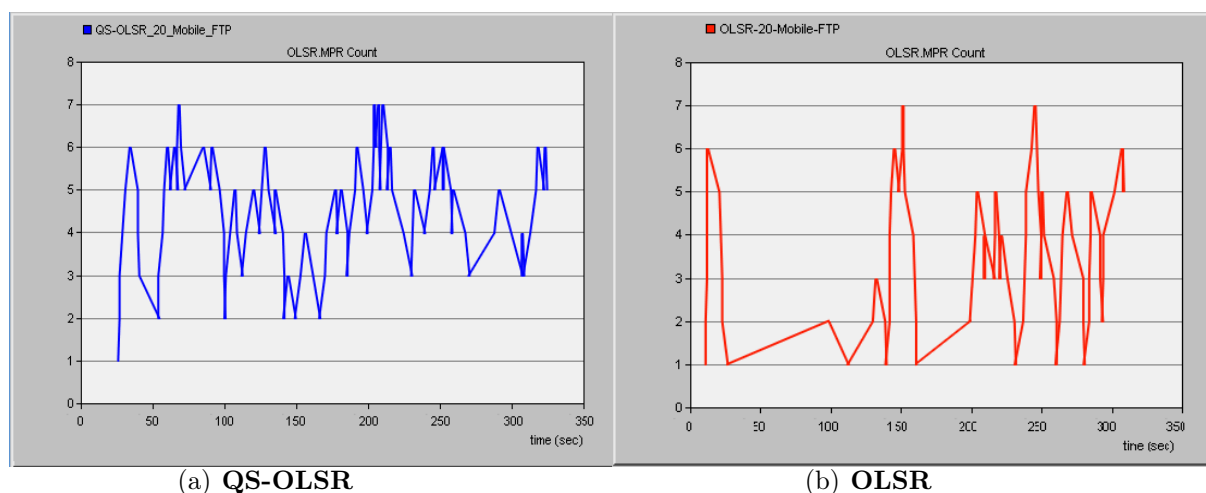 QS-OLSR_20_Mobile_FTP
OLSR.MPR Count
8
7
6
5
4
3
2
1
0
0 50 100 150 200 250 300 350
time (sec)
(a) QS-OLSR
OLSR-20-Mobile-FTP
OLSR.MPR Count
8
7
6
5
4
3
2
1
0
0 50 100 150 200 250 300 350
time (sec)
(b) OLSR